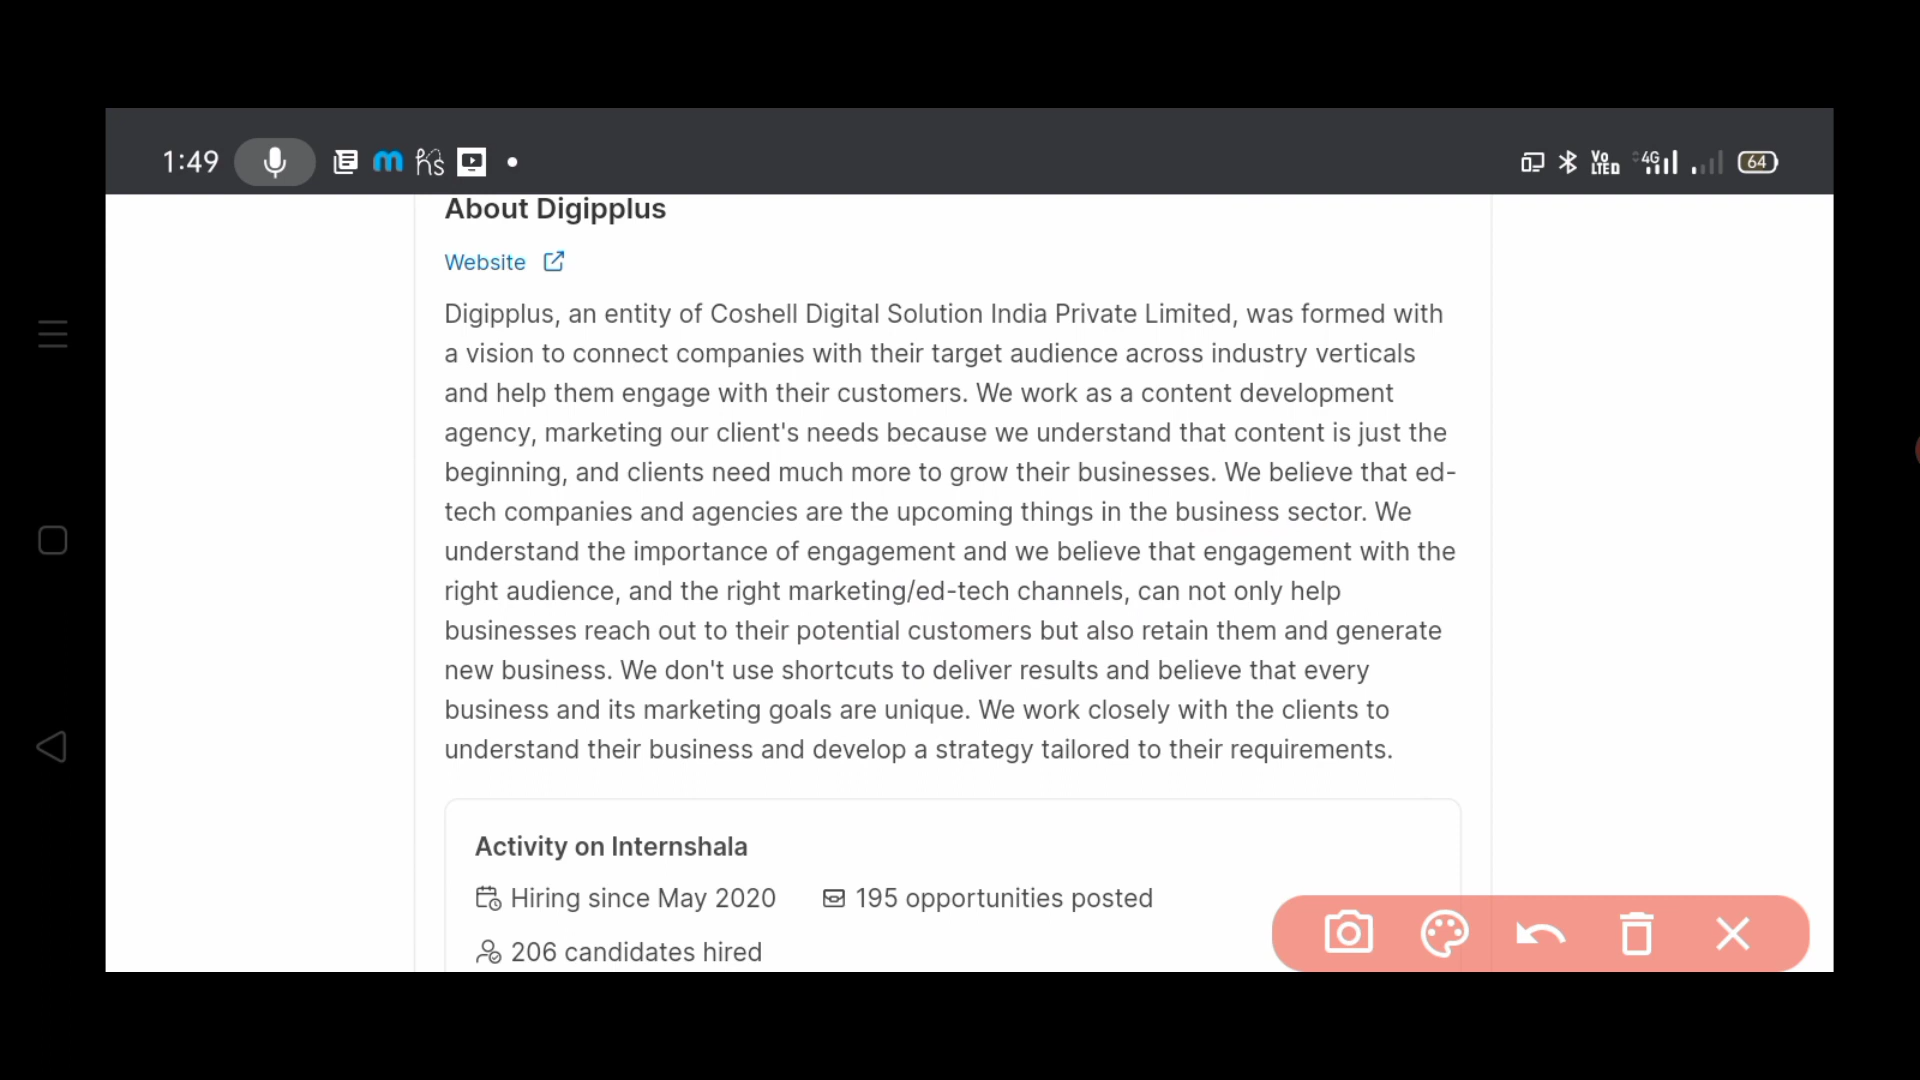 1:49 m hs Vo LTED 4G 64
About Digipplus
Website
Digipplus, an entity of Coshell Digital Solution India Private Limited, was formed with
a vision to connect companies with their target audience across industry verticals
and help them engage with their customers. We work as a content development
agency, marketing our client's needs because we understand that content is just the
beginning, and clients need much more to grow their businesses. We believe that ed-
tech companies and agencies are the upcoming things in the business sector. We
understand the importance of engagement and we believe that engagement with the
right audience, and the right marketing/ed-tech channels, can not only help
businesses reach out to their potential customers but also retain them and generate
new business. We don't use shortcuts to deliver results and believe that every
business and its marketing goals are unique. We work closely with the clients to
understand their business and develop a strategy tailored to their requirements.
Activity on Internshala
Hiring since May 2020 195 opportunities posted
206 candidates hired